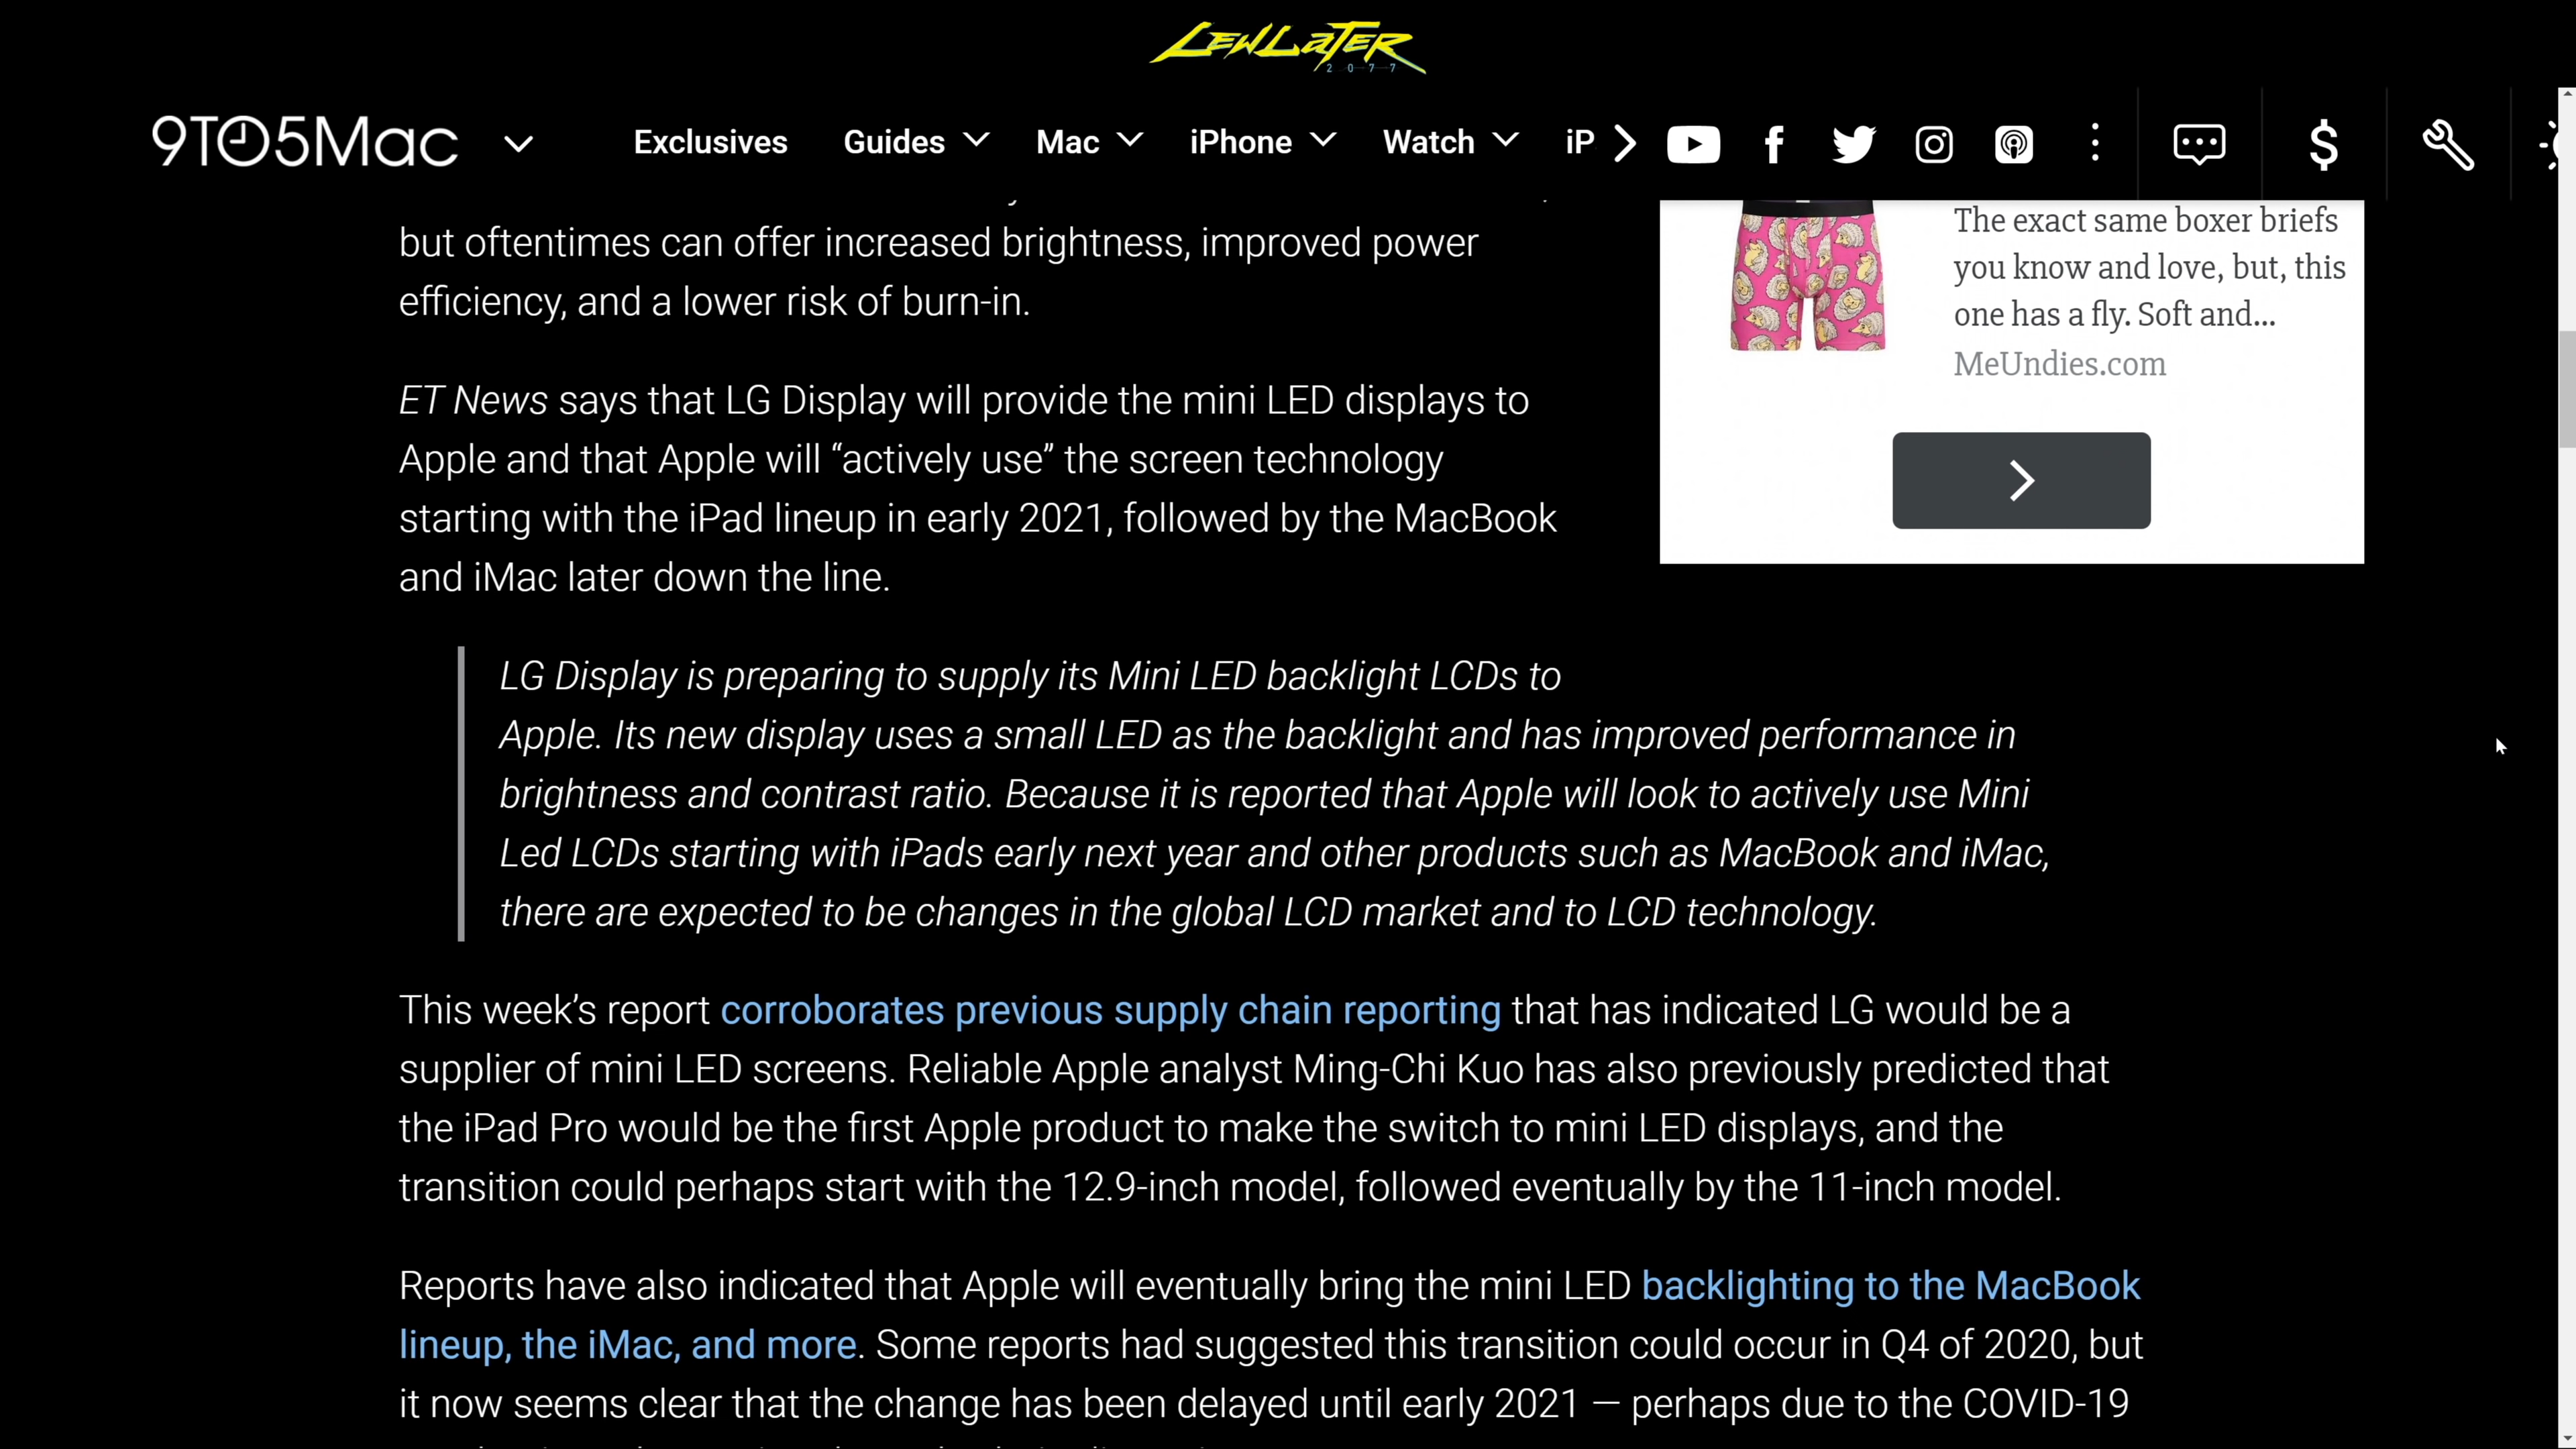 LEWLATER
2077
9TO5Mac
Exclusives
Guides
Mac
iPhone
Watch
iP
but oftentimes can offer increased brightness, improved power
efficiency, and a lower risk of burn-in.
ET News says that LG Display will provide the mini LED displays to
Apple and that Apple will “actively use” the screen technology
starting with the iPad lineup in early 2021, followed by the MacBook
and iMac later down the line.
The exact same boxer briefs
you know and love, but, this
one has a fly. Soft and...
MeUndies.com
LG Display is preparing to supply its Mini LED backlight LCDs to
Apple. Its new display uses a small LED as the backlight and has improved performance in
brightness and contrast ratio. Because it is reported that Apple will look to actively use Mini
Led LCDs starting with iPads early next year and other products such as MacBook and iMac,
there are expected to be changes in the global LCD market and to LCD technology.
This week’s report corroborates previous supply chain reporting that has indicated LG would be a
supplier of mini LED screens. Reliable Apple analyst Ming-Chi Kuo has also previously predicted that
the iPad Pro would be the first Apple product to make the switch to mini LED displays, and the
transition could perhaps start with the 12.9-inch model, followed eventually by the 11-inch model.
Reports have also indicated that Apple will eventually bring the mini LED backlighting to the MacBook
lineup, the iMac, and more. Some reports had suggested this transition could occur in Q4 of 2020, but
it now seems clear that the change has been delayed until early 2021 — perhaps due to the COVID-19